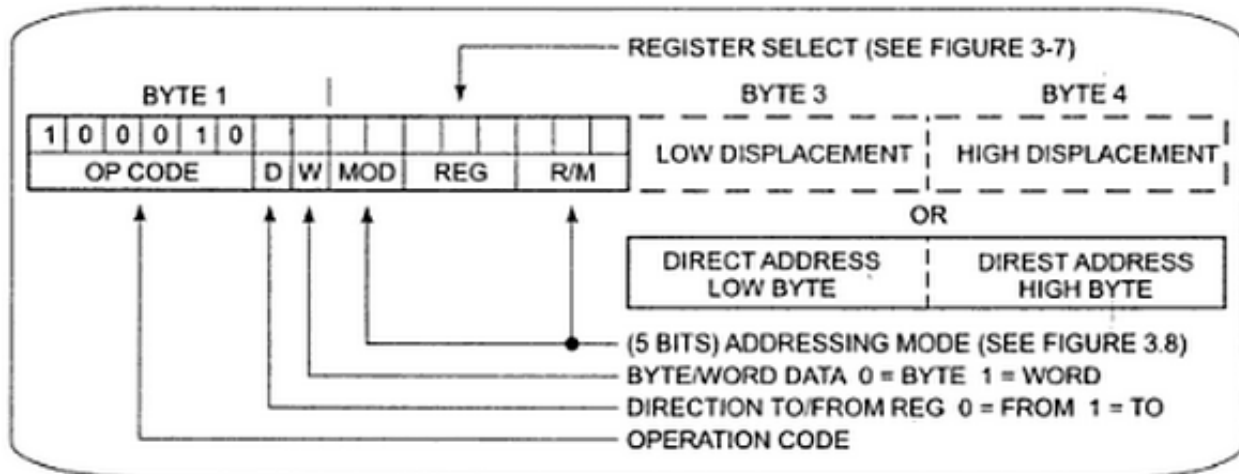 REGISTER SELECT (SEE FIGURE 3-7)
BYTE 1 BYTE 3 BYTE 4
1 0 0 0 1 0 LOW DISPLACEMENT HIGH DISPLACEMENT
OP CODE D W MOD REG R/M
OR
DIRECT ADDRESS LOW BYTE
DIREST ADDRESS HIGH BYTE
(5 BITS) ADDRESSING MODE (SEE FIGURE 3.8)
BYTE/WORD DATA 0 = BYTE 1 = WORD
DIRECTION TO/FROM REG 0 = FROM 1 = TO
OPERATION CODE